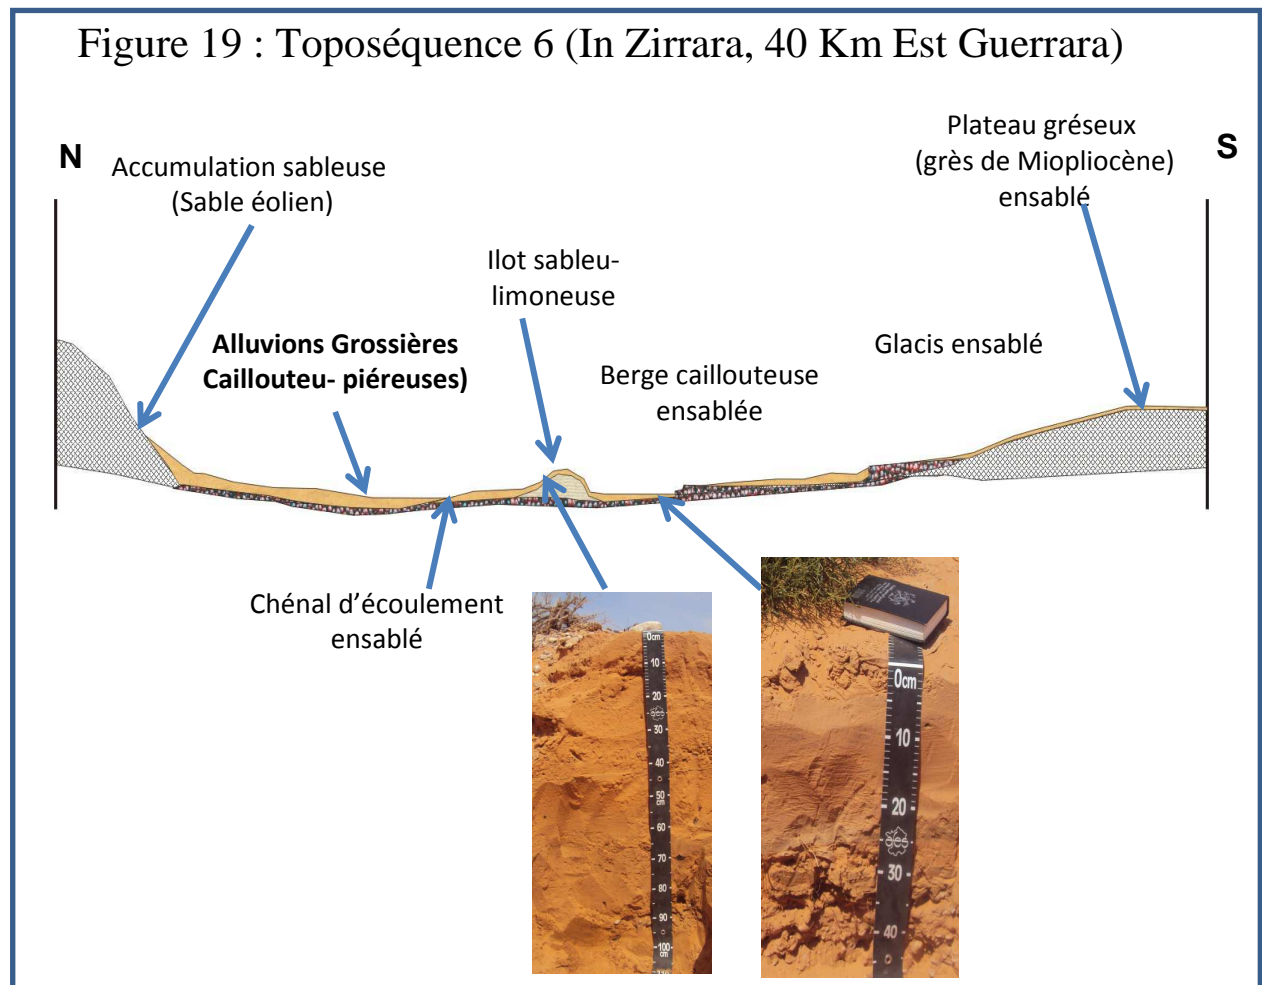 Figure 19 : Toposéquence 6 (In Zirrara, 40 Km Est Guerrara)
N
S
Accumulation sableuse
(Sable éolien)
Plateau gréseux
(grès de Miopliocène)
ensablé
Ilot sableu-
limoneuse
Alluvions Grossières
Caillouteu- piéreuses)
Berge caillouteuse
ensablée
Glacis ensablé
Chénal d’écoulement
ensablé
0cm
10
20
30
40
50
cm
60
70
80
90
100
cm
0cm
10
20
30
40